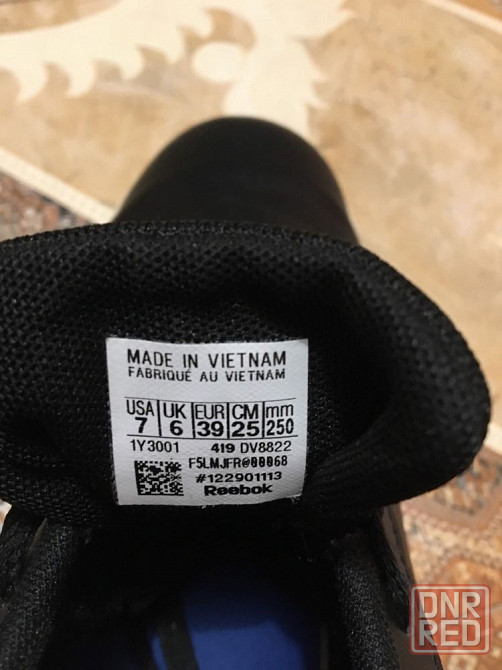 MADE IN VIETNAM
FABRIQUÉ AU VIETNAM
USA UK EUR CM mm
7 6 39 25 250
1Y3001 419 DV8822
F5LMJFR@00068
#122901113
Reebok
DNR
RED